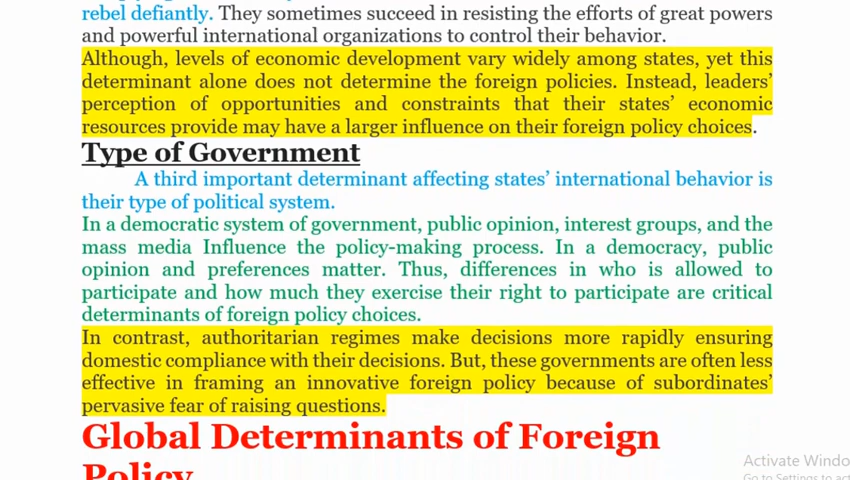 rebel defiantly. They sometimes succeed in resisting the efforts of great powers
and powerful international organizations to control their behavior.
Although, levels of economic development vary widely among states, yet this
determinant alone does not determine the foreign policies. Instead, leaders'
perception of opportunities and constraints that their states' economic
resources provide may have a larger influence on their foreign policy choices.
Type of Government
A third important determinant affecting states' international behavior is
their type of political system.
In a democratic system of government, public opinion, interest groups, and the
mass media Influence the policy-making process. In a democracy, public
opinion and preferences matter. Thus, differences in who is allowed to
participate and how much they exercise their right to participate are critical
determinants of foreign policy choices.
In contrast, authoritarian regimes make decisions more rapidly ensuring
domestic compliance with their decisions. But, these governments are often less
effective in framing an innovative foreign policy because of subordinates'
pervasive fear of raising questions.
Global Determinants of Foreign
Policy
Activate Windo
Go to Settings to act